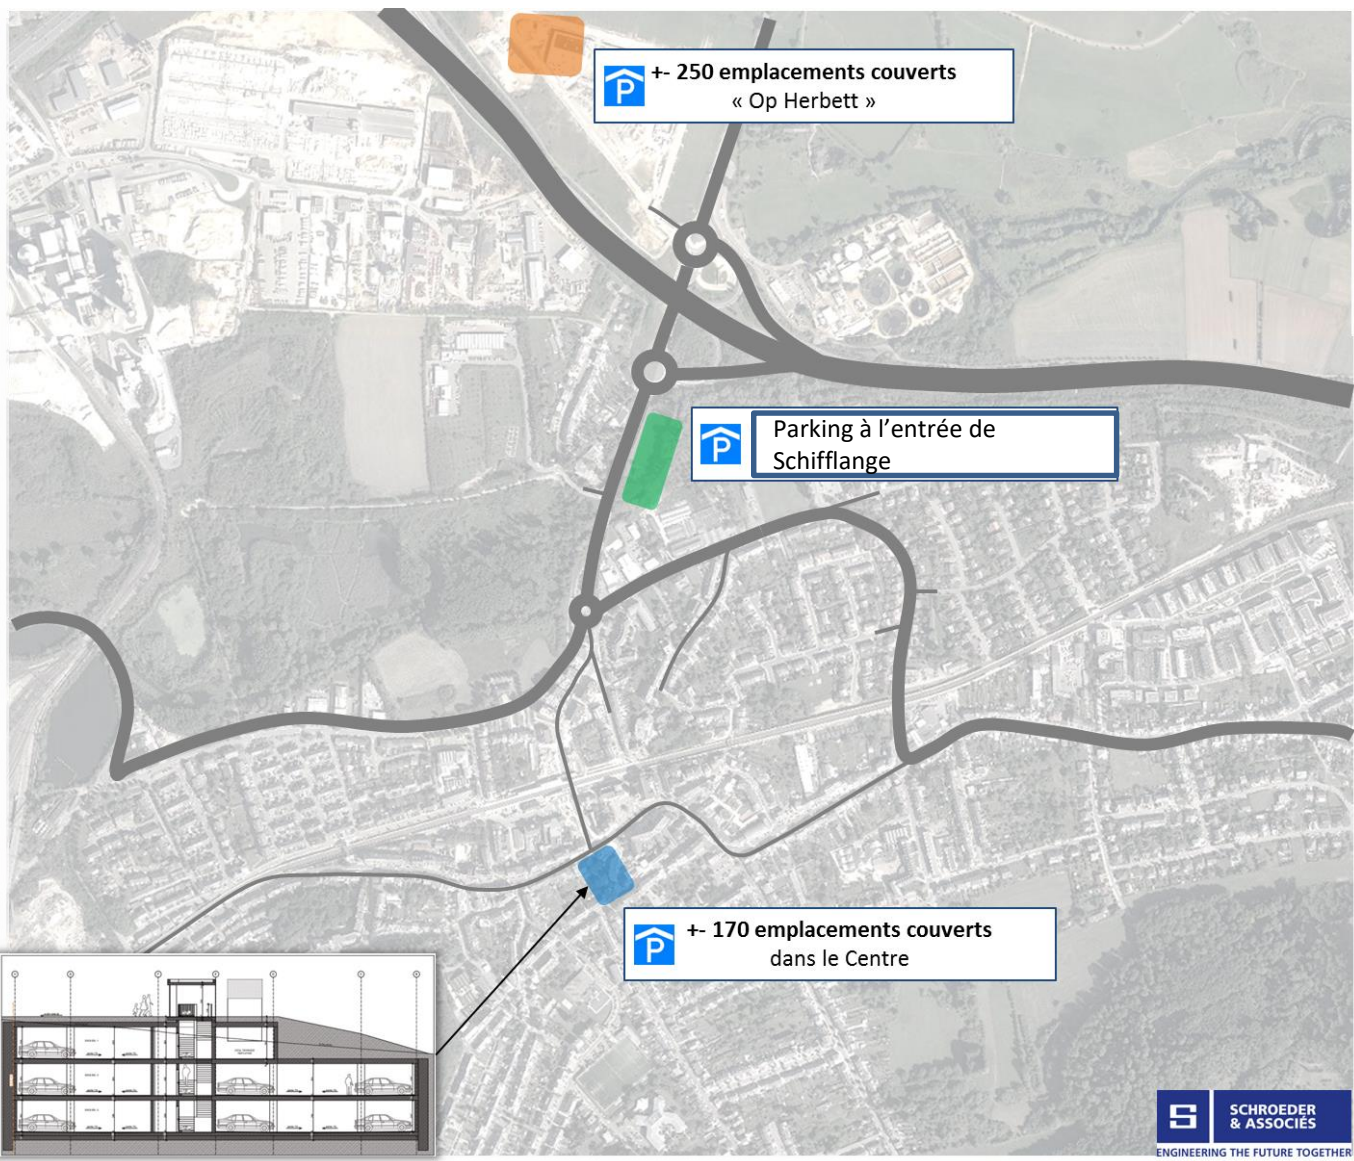 P
+- 250 emplacements couverts
« Op Herbett »
P
Parking à l’entrée de
Schifflange
P
+- 170 emplacements couverts
dans le Centre
S
SCHROEDER
& ASSOCIÉS
ENGINEERING THE FUTURE TOGETHER